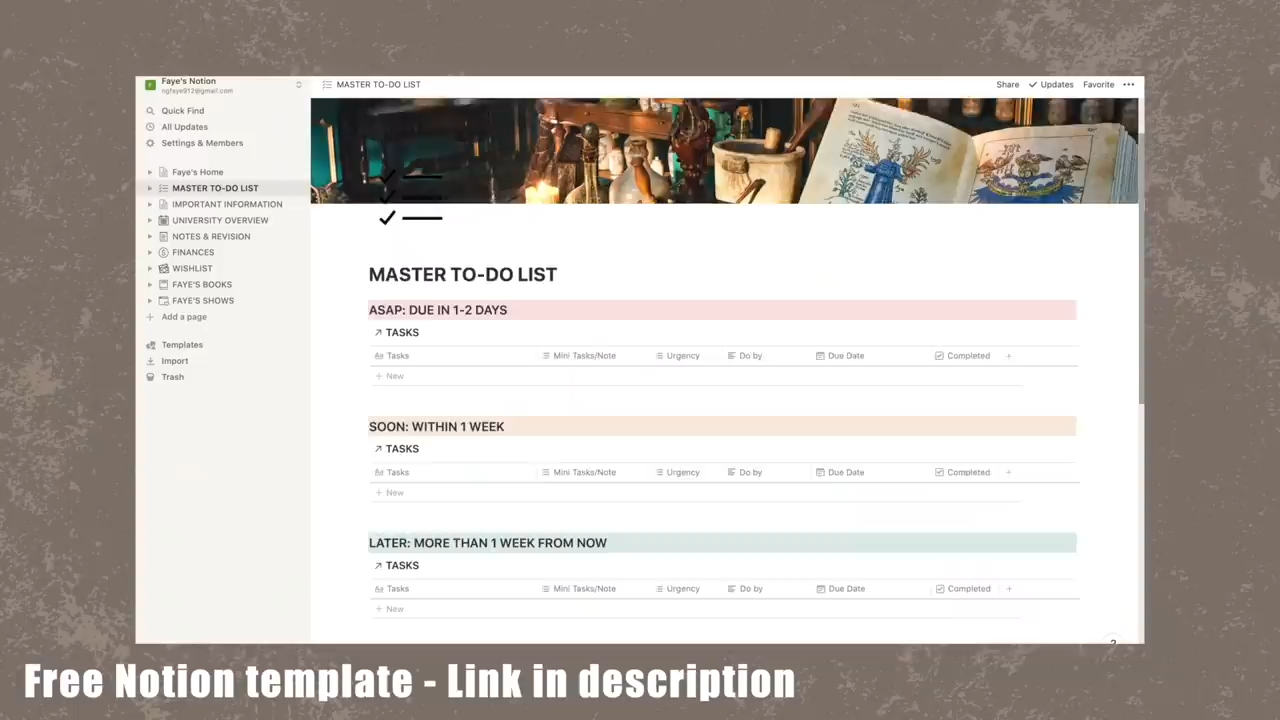 Faye's Notion
ngfaye912@gmail.com
MASTER TO-DO LIST
Share
Updates
Favorite
Quick Find
All Updates
Settings & Members
Faye's Home
MASTER TO-DO LIST
IMPORTANT INFORMATION
UNIVERSITY OVERVIEW
NOTES & REVISION
FINANCES
WISHLIST
FAYE'S BOOKS
FAYE'S SHOWS
Add a page
Templates
Import
Trash
MASTER TO-DO LIST
ASAP: DUE IN 1-2 DAYS
TASKS
Tasks Mini Tasks/Note Urgency Do by Due Date Completed
New
SOON: WITHIN 1 WEEK
TASKS
Tasks Mini Tasks/Note Urgency Do by Due Date Completed
New
LATER: MORE THAN 1 WEEK FROM NOW
TASKS
Tasks Mini Tasks/Note Urgency Do by Due Date Completed
New
Free Notion template - Link in description